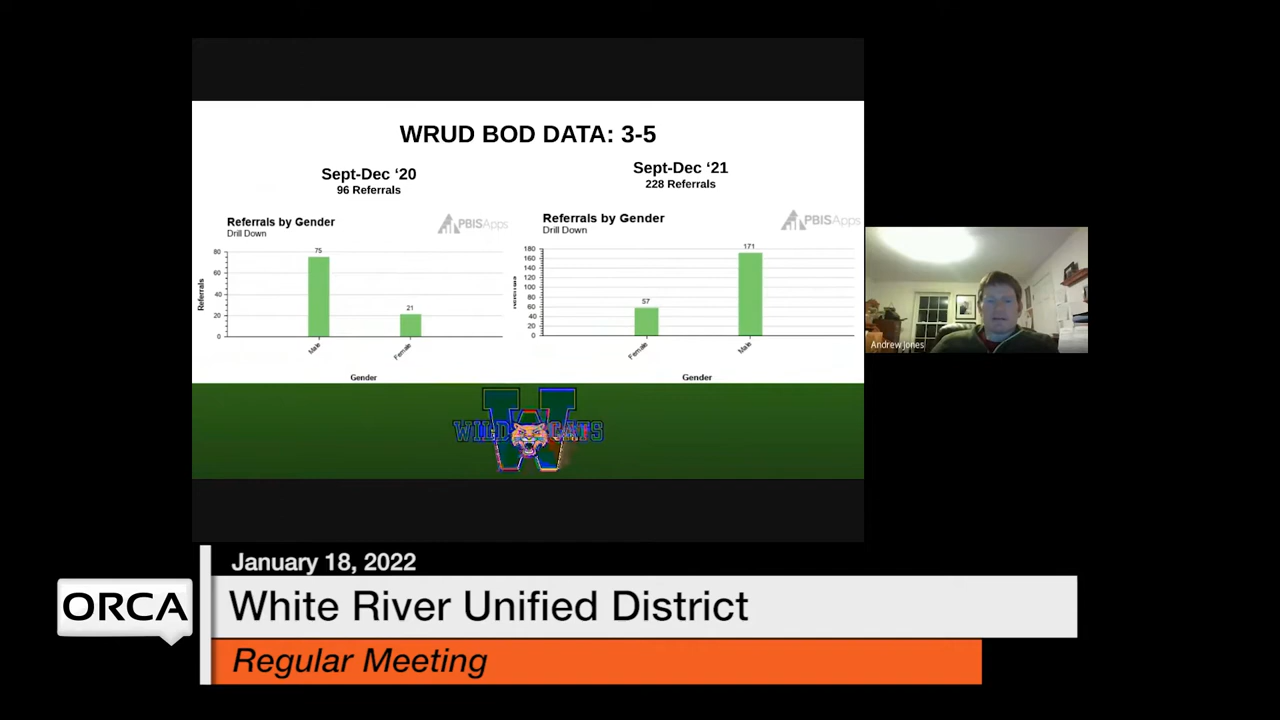 WRUD BOD DATA: 3-5
Sept-Dec ‘20
96 Referrals
Sept-Dec ‘21
228 Referrals
Referrals by Gender
Drill Down
PBISApps
80
60
40
20
0
Referrals
75
21
Male
Female
Gender
Referrals by Gender
Drill Down
PBISApps
180
160
140
120
100
80
60
40
20
0
57
171
Female
Male
Gender
W
WILDCATS
Andrew Jones
January 18, 2022
ORCA
White River Unified District
Regular Meeting